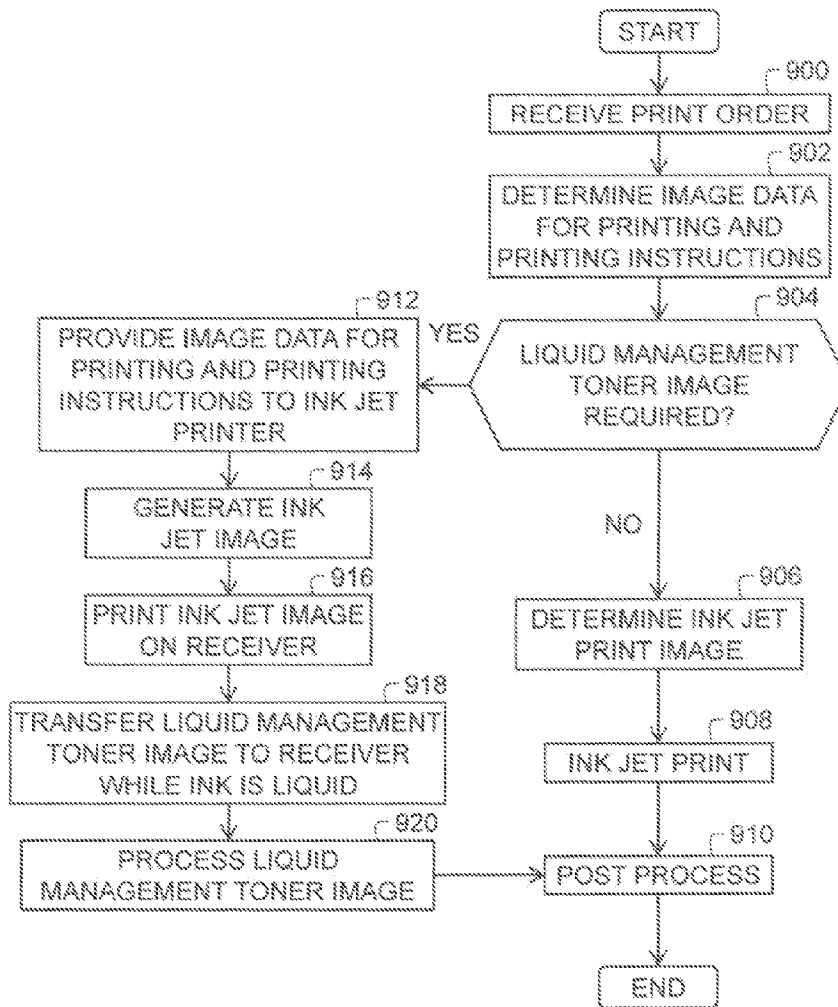 START
900
RECEIVE PRINT ORDER
902
DETERMINE IMAGE DATA
FOR PRINTING AND
PRINTING INSTRUCTIONS
904
LIQUID MANAGEMENT
TONER IMAGE
REQUIRED?
YES
912
PROVIDE IMAGE DATA FOR
PRINTING AND PRINTING
INSTRUCTIONS TO INK JET
PRINTER
914
GENERATE INK
JET IMAGE
916
PRINT INK JET IMAGE
ON RECEIVER
918
TRANSFER LIQUID MANAGEMENT
TONER IMAGE TO RECEIVER
WHILE INK IS LIQUID
920
PROCESS LIQUID
MANAGEMENT TONER IMAGE
NO
906
DETERMINE INK JET
PRINT IMAGE
908
INK JET PRINT
910
POST PROCESS
END